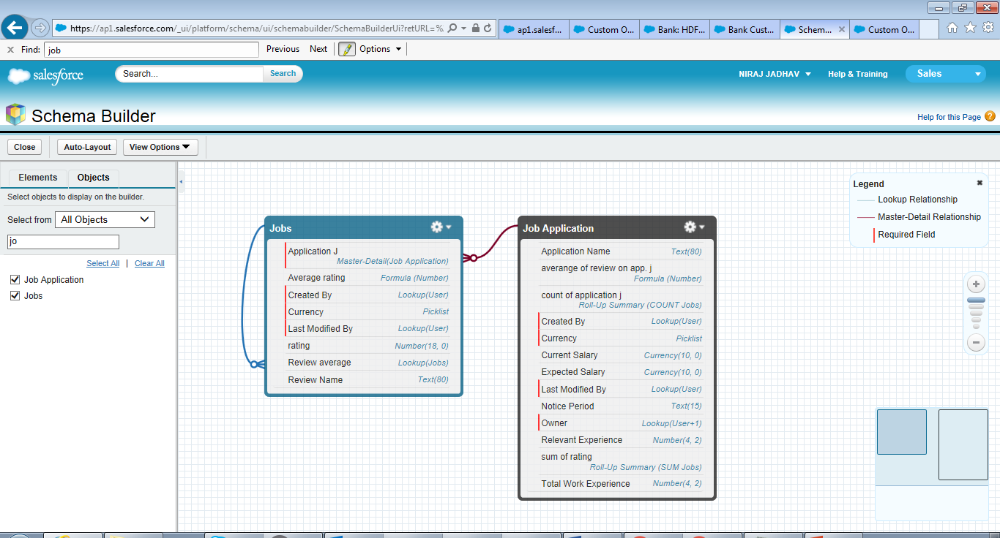 https://ap1.salesforce.com/_ui/platform/schema/ui/schemabuilder/SchemaBuilderUi?retURL=%
ap1.salesf...
Custom O...
Bank: HDF...
Bank Cust...
Schem...
Custom O...
Find: job
Previous Next Options
salesforce
Search... Search
NIRAJ JADHAV Help & Training Sales
Schema Builder
Help for this Page
Close Auto-Layout View Options
Elements Objects
Select objects to display on the builder.
Select from All Objects
jo
Select All | Clear All
Job Application
Jobs
Jobs
Application J
Master-Detail(Job Application)
Average rating Formula (Number)
Created By Lookup(User)
Currency Picklist
Last Modified By Lookup(User)
rating Number(18, 0)
Review average Lookup(Jobs)
Review Name Text(80)
Job Application
Application Name Text(80)
averange of review on app. j
Formula (Number)
count of application j
Roll-Up Summary (COUNT Jobs)
Created By Lookup(User)
Currency Picklist
Current Salary Currency(10, 0)
Expected Salary Currency(10, 0)
Last Modified By Lookup(User)
Notice Period Text(15)
Owner Lookup(User+1)
Relevant Experience Number(4, 2)
sum of rating
Roll-Up Summary (SUM Jobs)
Total Work Experience Number(4, 2)
Legend
Lookup Relationship
Master-Detail Relationship
Required Field